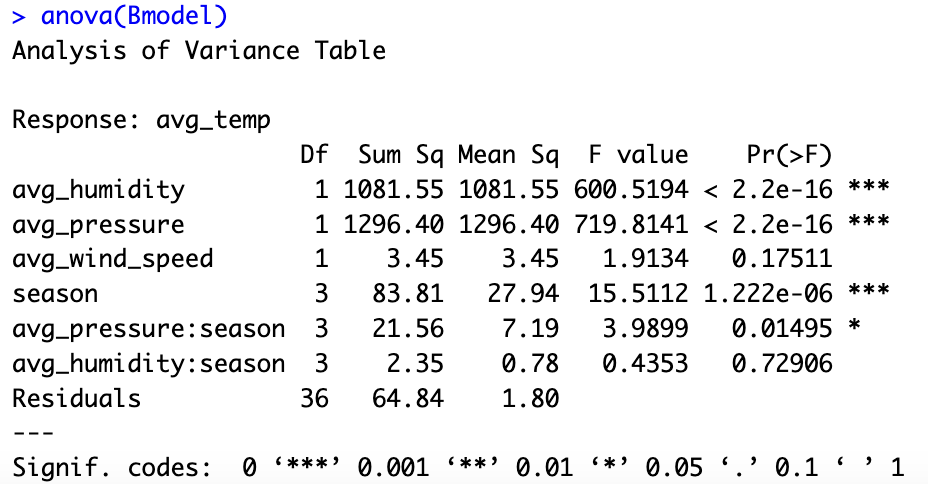 > anova(Bmodel)
Analysis of Variance Table

Response: avg_temp
                    Df  Sum Sq Mean Sq  F value    Pr(>F)    
avg_humidity         1 1081.55 1081.55 600.5194 < 2.2e-16 ***
avg_pressure         1 1296.40 1296.40 719.8141 < 2.2e-16 ***
avg_wind_speed       1    3.45    3.45   1.9134   0.17511    
season               3   83.81   27.94  15.5112 1.222e-06 ***
avg_pressure:season  3   21.56    7.19   3.9899   0.01495 *  
avg_humidity:season  3    2.35    0.78   0.4353   0.72906    
Residuals           36   64.84    1.80                       
---
Signif. codes:  0 ‘***’ 0.001 ‘**’ 0.01 ‘*’ 0.05 ‘.’ 0.1 ‘ ’ 1